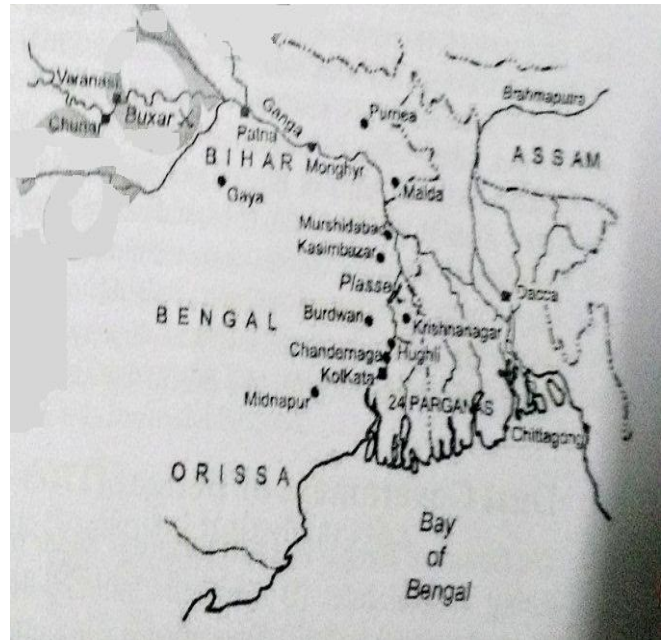 Varanasi
Chunar
Buxar
Patna
Ganga
Purnea
Brahmaputra
ASSAM
BIHAR
Monghyr
Gaya
Malda
Murshidabad
Kasimbazar
Plassey
Dacca
BENGAL
Burdwan
Krishnanagar
Chandernagar
Hughli
KolKata
Midnapur
24 PARGANAS
Chittagong
ORISSA
Bay
of
Bengal